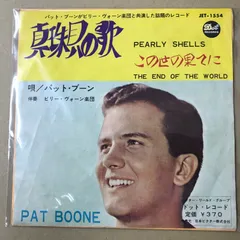 パット・ブーンがビリー・ヴォーン楽団と共演した話題のレコード
JET-1554
真珠貝の歌
PEARLY SHELLS
この世の果てに
THE END OF THE WORLD
唄/パット・ブーン
伴奏 ビリー・ヴォーン楽団
PAT BOONE
ドット・レコード
定価 ¥370